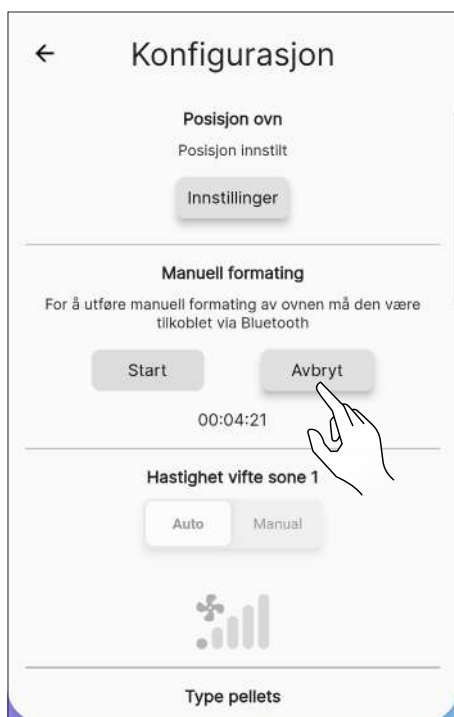 Konfigurasjon
Posisjon ovn
Posisjon innstilt
Innstillinger
Manuell formating
For å utføre manuell formating av ovnen må den være
tilkoblet via Bluetooth
Start
Avbryt
00:04:21
Hastighet vifte sone 1
Auto
Manual
Type pellets